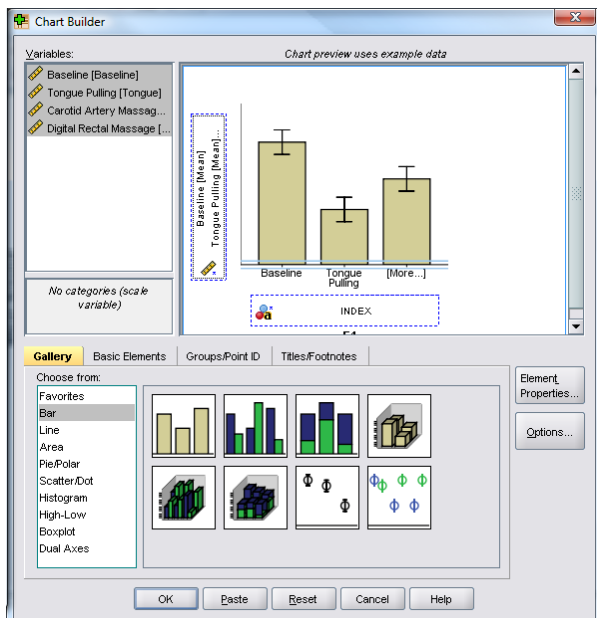 Chart Builder
Variables:
Baseline [Baseline]
Tongue Pulling [Tongue]
Carotid Artery Massag...
Digital Rectal Massage [...
No categories (scale
variable)
Chart preview uses example data
Baseline [Mean]
Tongue Pulling [Mean]...
Baseline
Tongue
Pulling
[More...]
INDEX
Gallery
Basic Elements
Groups/Point ID
Titles/Footnotes
Choose from:
Favorites
Bar
Line
Area
Pie/Polar
Scatter/Dot
Histogram
High-Low
Boxplot
Dual Axes
Element
Properties...
Options...
OK
Paste
Reset
Cancel
Help